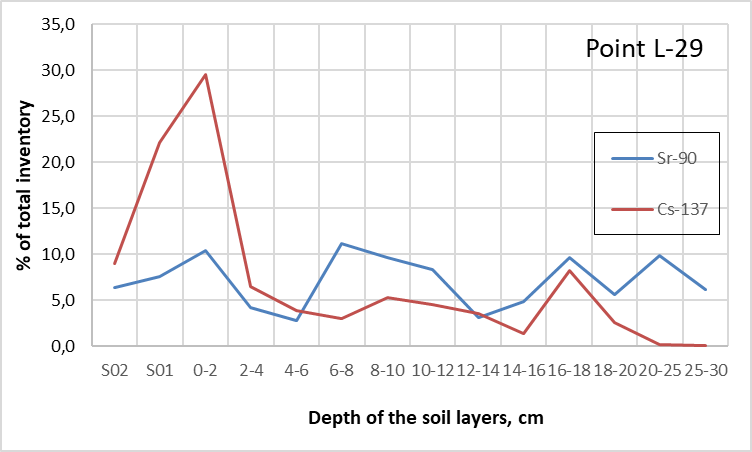 35,0
30,0
25,0
20,0
15,0
10,0
5,0
0,0
% of total inventory
Point L-29
Sr-90
Cs-137
S02 S01 0-2 2-4 4-6 6-8 8-10 10-12 12-14 14-16 16-18 18-20 20-25 25-30
Depth of the soil layers, cm